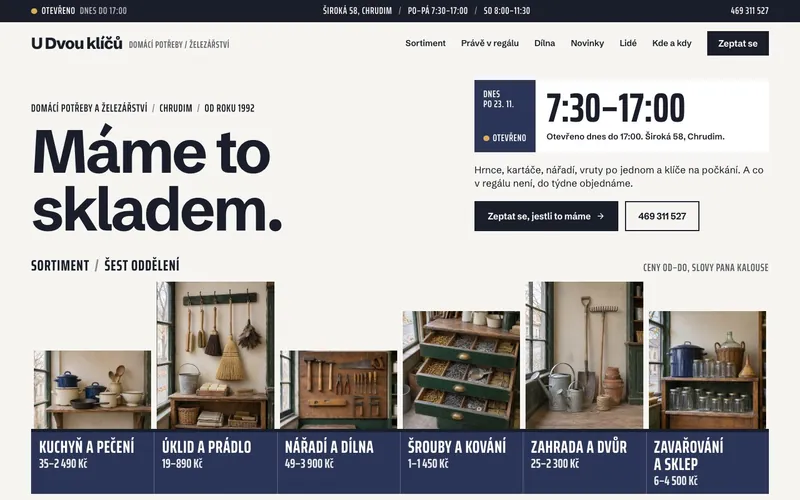 OTEVŘENO DNES DO 17:00
ŠIROKÁ 58, CHRUDIM / PO–PÁ 7:30–17:00 / SO 8:00–11:30
469 311 527
U Dvou klíčů DOMÁCÍ POTŘEBY / ŽELEZÁŘSTVÍ
Sortiment Právě v regálu Dílna Novinky Lidé Kde a kdy Zeptat se
DOMÁCÍ POTŘEBY A ŽELEZÁŘSTVÍ / CHRUDIM / OD ROKU 1992
Máme to
skladem.
DNES
PO 23. 11.
OTEVŘENO
7:30–17:00
Otevřeno dnes do 17:00. Široká 58, Chrudim.
Hrnce, kartáče, nářadí, vruty po jednom a klíče na počkání. A co
v regálu není, do týdne objednáme.
Zeptat se, jestli to máme →
469 311 527
SORTIMENT / ŠEST ODDĚLENÍ
CENY OD–DO, SLOVY PANA KALOUSE
KUCHYŇ A PEČENÍ
35–2 490 Kč
ÚKLID A PRÁDLO
19–890 Kč
NÁŘADÍ A DÍLNA
49–3 900 Kč
ŠROUBY A KOVÁNÍ
1–1 450 Kč
ZAHRADA A DVŮR
25–2 300 Kč
ZAVAŘOVÁNÍ
A SKLEP
6–4 500 Kč